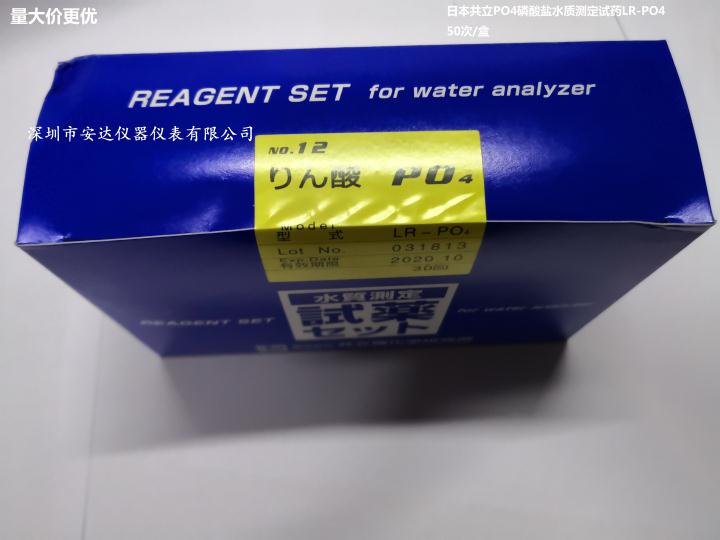 量大价更优
日本共立PO4磷酸盐水质测定试药LR-PO4
50次/盒
REAGENT SET for water analyzer
深圳市安达仪器仪表有限公司
NO.12
りん酸 PO4
Model
型 式 LR-PO4
Lot No. 031813
Exp.Date 2020.10
有效期限
水質測定
試薬
セット
REAGENT SET
for water analyzer